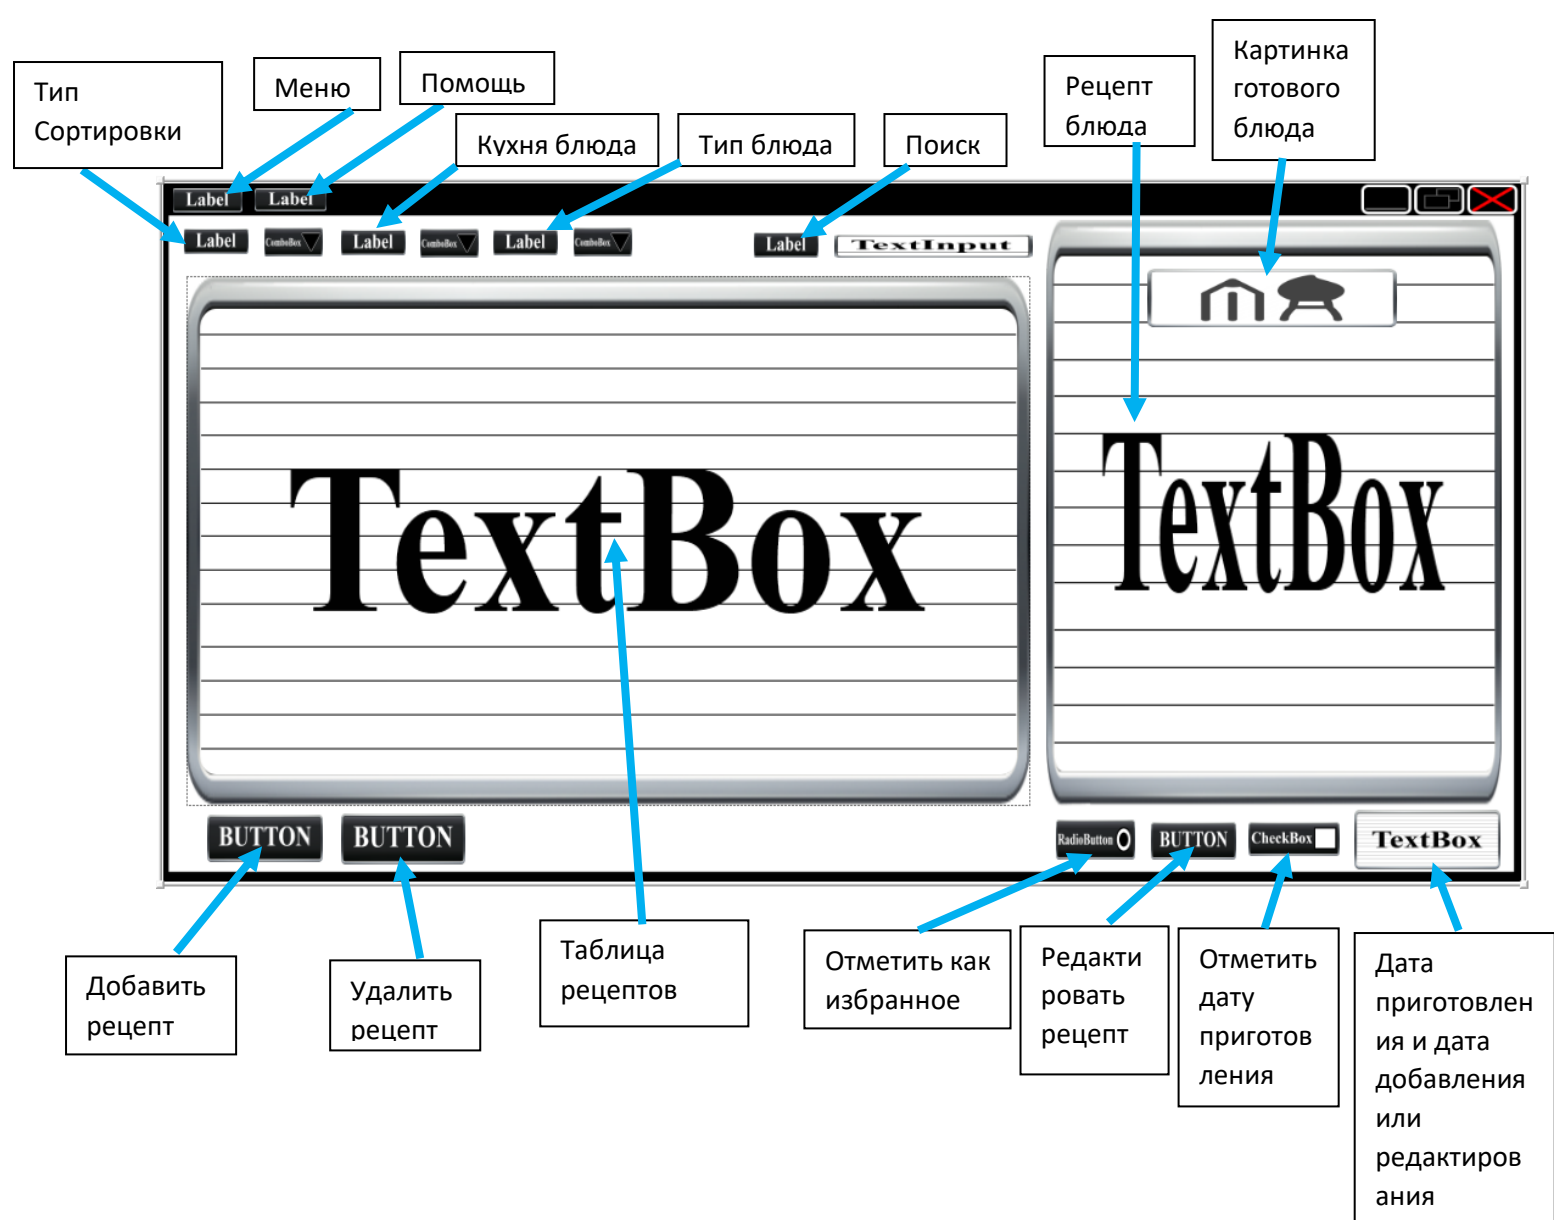 Тип
Сортировки
Меню
Помощь
Кухня блюда
Тип блюда
Поиск
Рецепт
блюда
Картинка
готового
блюда
Label
Label
Label
ComboBox
Label
ComboBox
Label
ComboBox
Label
TextInput
TextBox
TextBox
BUTTON
BUTTON
RadioButton
BUTTON
CheckBox
TextBox
Добавить
рецепт
Удалить
рецепт
Таблица
рецептов
Отметить как
избранное
Редакти
ровать
рецепт
Отметить
дату
приготов
ления
Дата
приготовлен
ия и дата
добавления
или
редактиров
ания